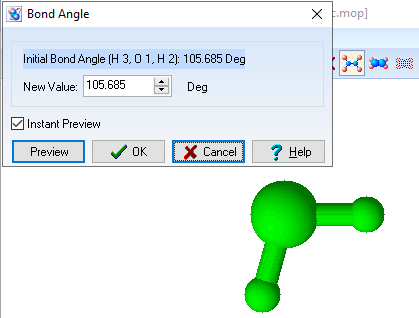 Bond Angle
c.mop]
Initial Bond Angle (H 3, O 1, H 2): 105.685 Deg
New Value: 105.685 Deg
Instant Preview
Preview OK Cancel Help